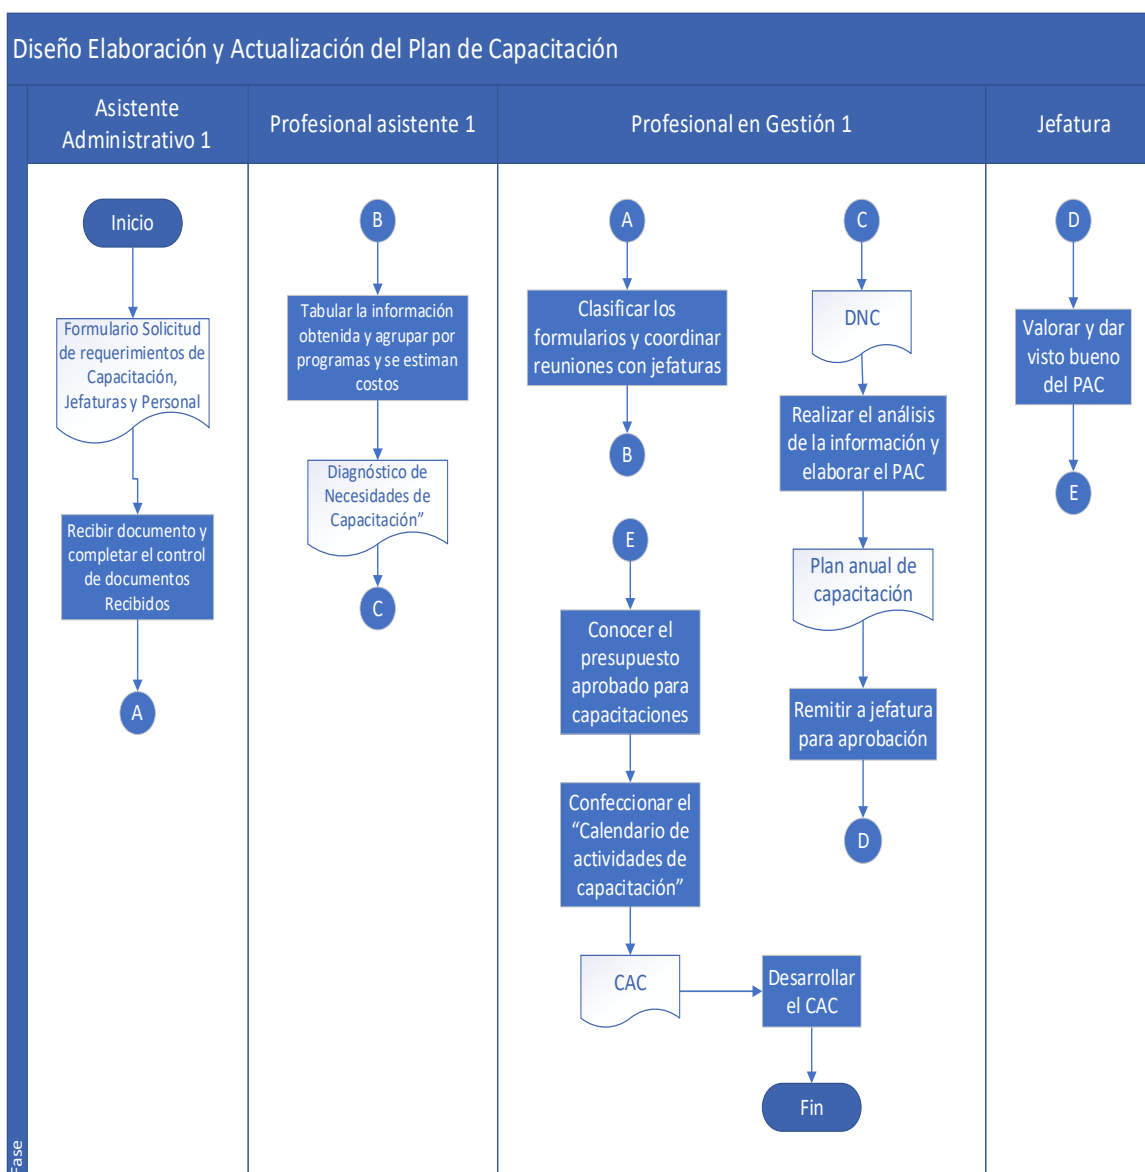 Diseño Elaboración y Actualización del Plan de Capacitación
Asistente
Administrativo 1
Profesional asistente 1
Profesional en Gestión 1
Jefatura
Inicio
Formulario Solicitud
de requerimientos de
Capacitación,
Jefaturas y Personal
Recibir documento y
completar el control
de documentos
Recibidos
A
B
Tabular la información
obtenida y agrupar por
programas y se estiman
costos
Diagnóstico de
Necesidades de
Capacitación”
C
A
Clasificar los
formularios y coordinar
reuniones con jefaturas
B
E
Conocer el
presupuesto
aprobado para
capacitaciones
Confeccionar el
“Calendario de
actividades de
capacitación”
CAC
C
DNC
Realizar el análisis
de la información y
elaborar el PAC
Plan anual de
capacitación
Remitir a jefatura
para aprobación
D
Desarrollar
el CAC
Fin
D
Valorar y dar
visto bueno
del PAC
E
Fase